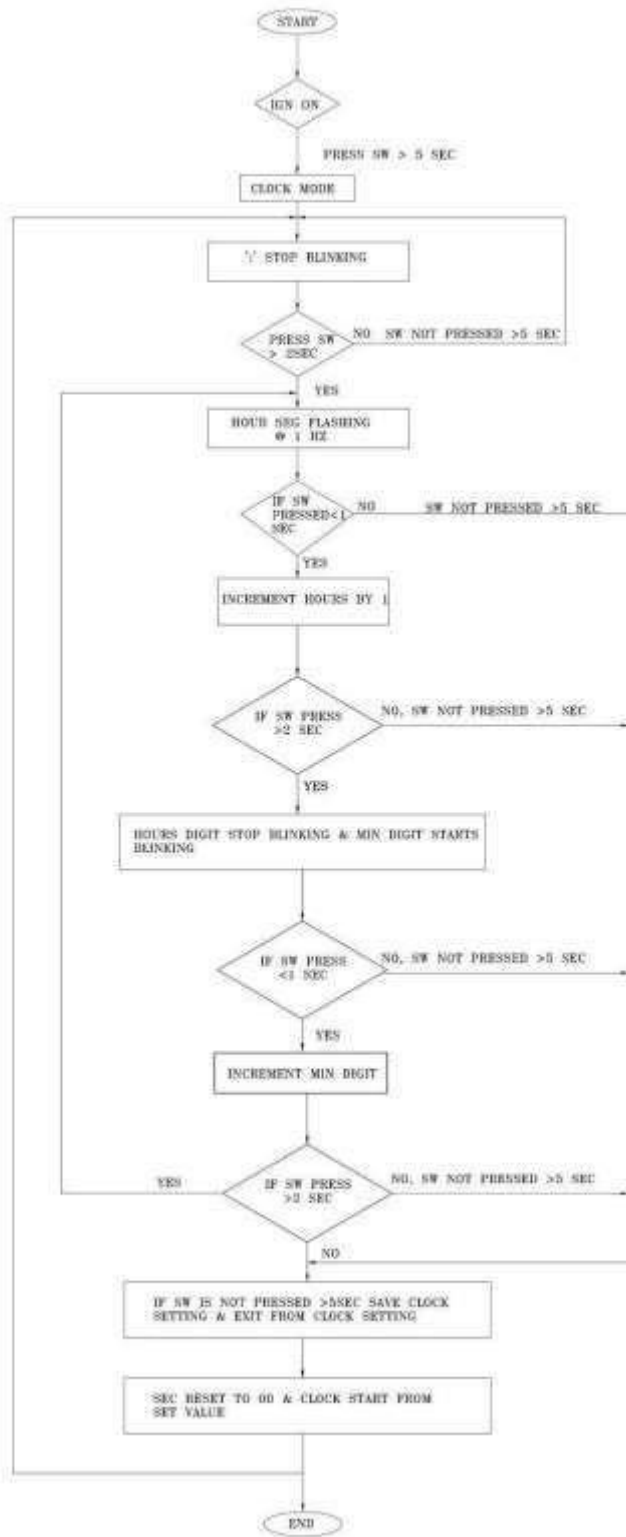 START
IGN ON
PRESS SW > 5 SEC
CLOCK MODE
':' STOP BLINKING
PRESS SW
> 2SEC
NO SW NOT PRESSED >5 SEC
YES
HOUR SEG FLASHING
@ 1 HZ
IF SW
PRESSED<1
SEC
NO SW NOT PRESSED >5 SEC
YES
INCREMENT HOURS BY 1
IF SW PRESS
>2 SEC
NO, SW NOT PRESSED >5 SEC
YES
HOURS DIGIT STOP BLINKING & MIN DIGIT STARTS
BLINKING
IF SW PRESS
<1 SEC
NO, SW NOT PRESSED >5 SEC
YES
INCREMENT MIN DIGIT
YES
IF SW PRESS
>2 SEC
NO, SW NOT PRESSED >5 SEC
NO
IF SW IS NOT PRESSED >5SEC SAVE CLOCK
SETTING & EXIT FROM CLOCK SETTING
SEC RESET TO 00 & CLOCK START FROM
SET VALUE
END